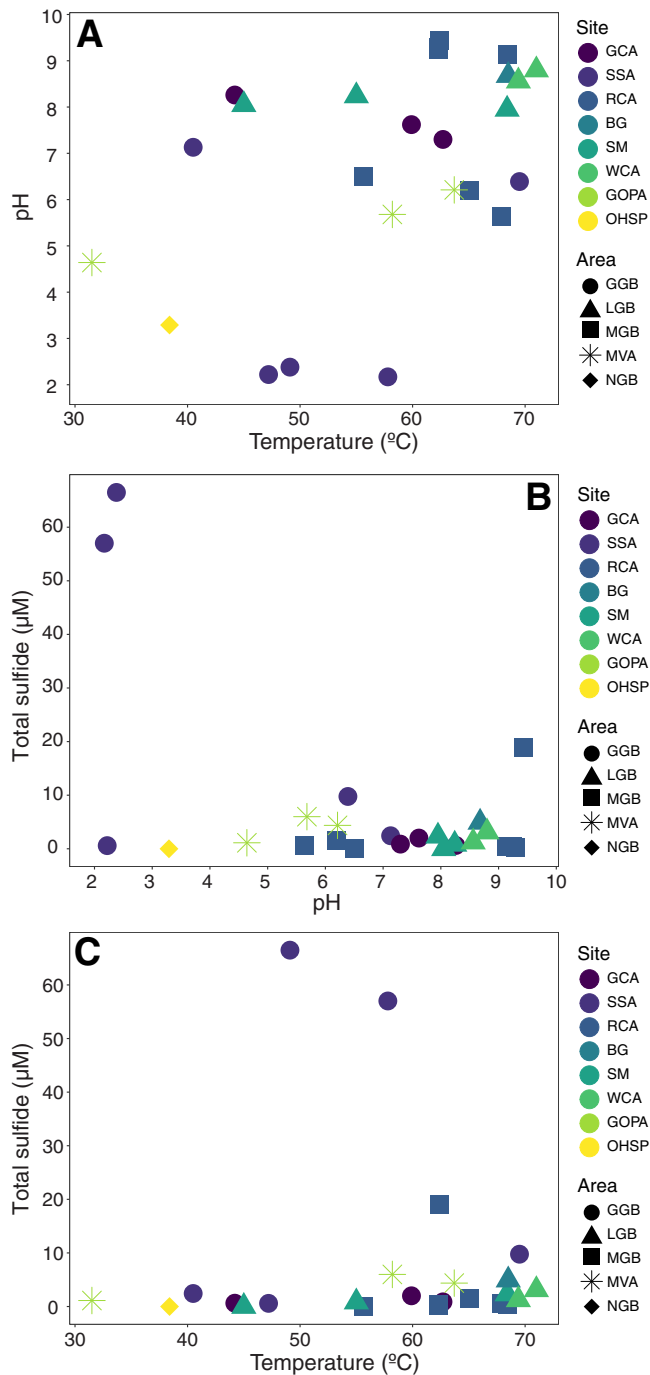 A
10
9
8
7
6
5
4
3
2
pH
30
40
50
60
70
Temperature (ºC)
Site
GCA
SSA
RCA
BG
SM
WCA
GOPA
OHSP
Area
GGB
LGB
MGB
MVA
NGB
B
60
50
40
30
20
10
0
Total sulfide (µM)
2
3
4
5
6
7
8
9
10
pH
Site
GCA
SSA
RCA
BG
SM
WCA
GOPA
OHSP
Area
GGB
LGB
MGB
MVA
NGB
C
60
50
40
30
20
10
0
Total sulfide (µM)
30
40
50
60
70
Temperature (ºC)
Site
GCA
SSA
RCA
BG
SM
WCA
GOPA
OHSP
Area
GGB
LGB
MGB
MVA
NGB